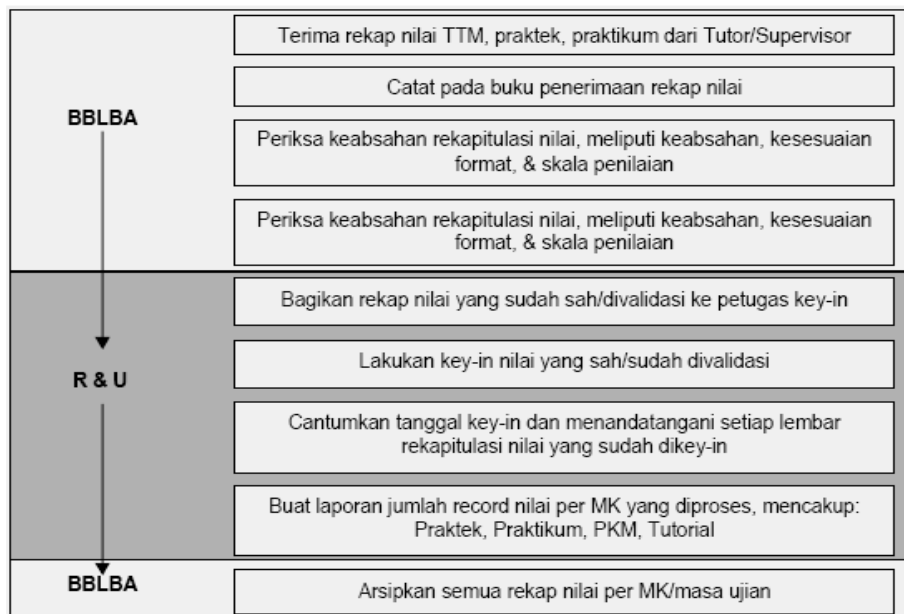 Terima rekap nilai TTM, praktek, praktikum dari Tutor/Supervisor
Catat pada buku penerimaan rekap nilai
BBLBA
Periksa keabsahan rekapitulasi nilai, meliputi keabsahan, kesesuaian
format, & skala penilaian
Periksa keabsahan rekapitulasi nilai, meliputi keabsahan, kesesuaian
format, & skala penilaian
Bagikan rekap nilai yang sudah sah/divalidasi ke petugas key-in
Lakukan key-in nilai yang sah/sudah divalidasi
R & U
Cantumkan tanggal key-in dan menandatangani setiap lembar
rekapitulasi nilai yang sudah dikey-in
Buat laporan jumlah record nilai per MK yang diproses, mencakup:
Praktek, Praktikum, PKM, Tutorial
BBLBA
Arsipkan semua rekap nilai per MK/masa ujian